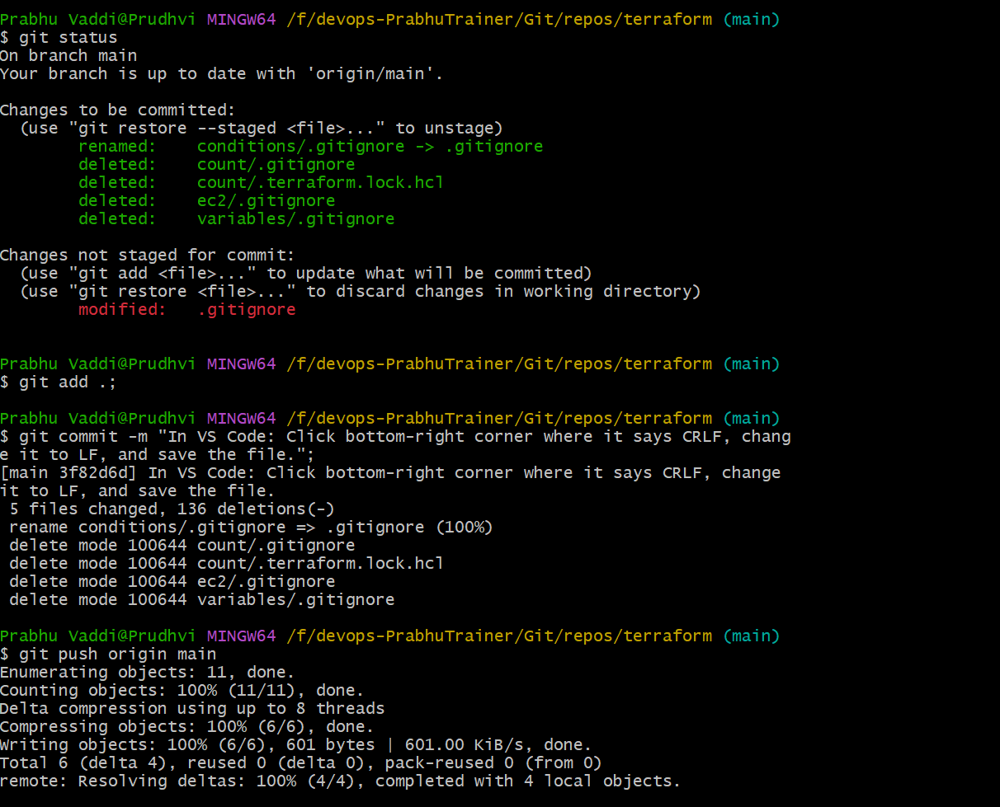 Prabhu Vaddi@Prudhvi MINGW64 /f/devops-PrabhuTrainer/Git/repos/terraform (main)
$ git status
On branch main
Your branch is up to date with 'origin/main'.
Changes to be committed:
  (use "git restore --staged <file>..." to unstage)
        renamed:    conditions/.gitignore -> .gitignore
        deleted:    count/.gitignore
        deleted:    count/.terraform.lock.hcl
        deleted:    ec2/.gitignore
        deleted:    variables/.gitignore
Changes not staged for commit:
  (use "git add <file>..." to update what will be committed)
  (use "git restore <file>..." to discard changes in working directory)
        modified:   .gitignore
Prabhu Vaddi@Prudhvi MINGW64 /f/devops-PrabhuTrainer/Git/repos/terraform (main)
$ git add .;
Prabhu Vaddi@Prudhvi MINGW64 /f/devops-PrabhuTrainer/Git/repos/terraform (main)
$ git commit -m "In VS Code: Click bottom-right corner where it says CRLF, chang
e it to LF, and save the file.";
[main 3f82d6d] In VS Code: Click bottom-right corner where it says CRLF, change
it to LF, and save the file.
 5 files changed, 136 deletions(-)
 rename conditions/.gitignore => .gitignore (100%)
 delete mode 100644 count/.gitignore
 delete mode 100644 count/.terraform.lock.hcl
 delete mode 100644 ec2/.gitignore
 delete mode 100644 variables/.gitignore
Prabhu Vaddi@Prudhvi MINGW64 /f/devops-PrabhuTrainer/Git/repos/terraform (main)
$ git push origin main
Enumerating objects: 11, done.
Counting objects: 100% (11/11), done.
Delta compression using up to 8 threads
Compressing objects: 100% (6/6), done.
Writing objects: 100% (6/6), 601 bytes | 601.00 KiB/s, done.
Total 6 (delta 4), reused 0 (delta 0), pack-reused 0 (from 0)
remote: Resolving deltas: 100% (4/4), completed with 4 local objects.